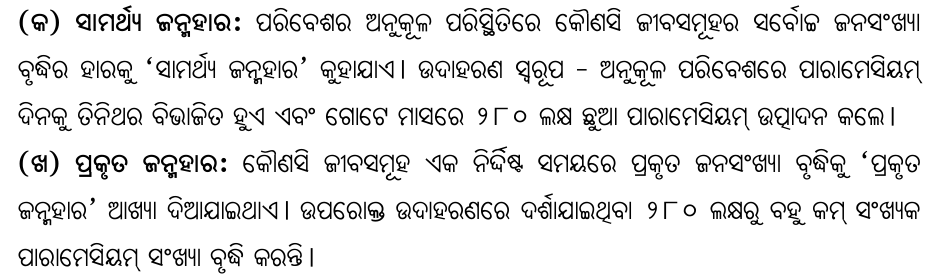 (କ) ସାମର୍ଥ୍ୟ ଜନ୍ମହାର: ପରିବେଶର ଅନୁକୂଳ ପରିସ୍ଥିତିରେ କୌଣସି ଜୀବସମୂହର ସର୍ବୋଚ୍ଚ ଜନସଂଖ୍ୟା
ବୃଦ୍ଧିର ହାରକୁ ‘ସାମର୍ଥ୍ୟ ଜନ୍ମହାର’ କୁହାଯାଏ। ଉଦାହରଣ ସ୍ୱରୂପ – ଅନୁକୂଳ ପରିବେଶରେ ପାରାମେସିୟମ୍
ଦିନକୁ ତିନିଥର ବିଭାଜିତ ହୁଏ ଏବଂ ଗୋଟେ ମାସରେ ୨୮୦ ଲକ୍ଷ ଛୁଆ ପାରାମେସିୟମ୍ ଉତ୍ପାଦନ କଲେ।
(ଖ) ପ୍ରକୃତ ଜନ୍ମହାର: କୌଣସି ଜୀବସମୂହ ଏକ ନିର୍ଦ୍ଦିଷ୍ଟ ସମୟରେ ପ୍ରକୃତ ଜନସଂଖ୍ୟା ବୃଦ୍ଧିକୁ ‘ପ୍ରକୃତ
ଜନ୍ମହାର’ ଆଖ୍ୟା ଦିଆଯାଇଥାଏ। ଉପରୋକ୍ତ ଉଦାହରଣରେ ଦର୍ଶାଯାଇଥିବା ୨୮୦ ଲକ୍ଷରୁ ବହୁ କମ୍ ସଂଖ୍ୟକ
ପାରାମେସିୟମ୍ ସଂଖ୍ୟା ବୃଦ୍ଧି କରନ୍ତି।